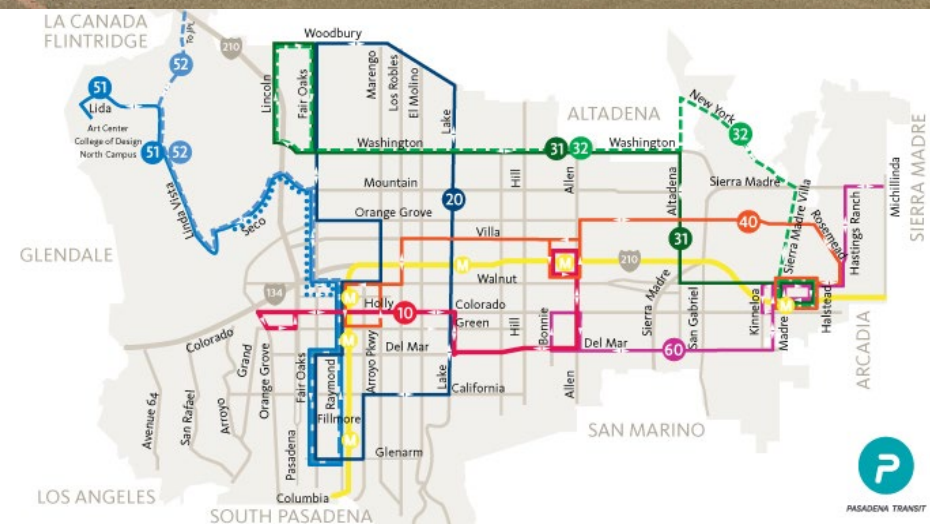 LA CANADA
FLINTRIDGE
To JPL
210
Woodbury
52
51
Lida
Art Center
College of Design
North Campus
51
52
Lincoln
Fair Oaks
Marengo
Los Robles
El Molino
Lake
ALTADENA
New York
32
Washington
31
32
Washington
Hill
Allen
Altadena
Mountain
Sierra Madre
Sierra Madre Villa
Michillinda
SIERRA MADRE
Linda Vista
Seco
20
Orange Grove
31
40
Rosemead
Hastings Ranch
Villa
GLENDALE
M
M
210
Walnut
134
M
Holly
10
Colorado
Green
Hill
Bonnie
Sierra Madre
San Gabriel
Kinneloa
M
Madre
Halstead
ARCADIA
Colorado
Grand
Orange Grove
M
Del Mar
Del Mar
60
Fair Oaks
Raymond
Arroyo Pkwy
Lake
California
Allen
Avenue 64
San Rafael
Arroyo
Pasadena
Fillmore
M
Glenarm
SAN MARINO
LOS ANGELES
Columbia
SOUTH PASADENA
P
PASADENA TRANSIT